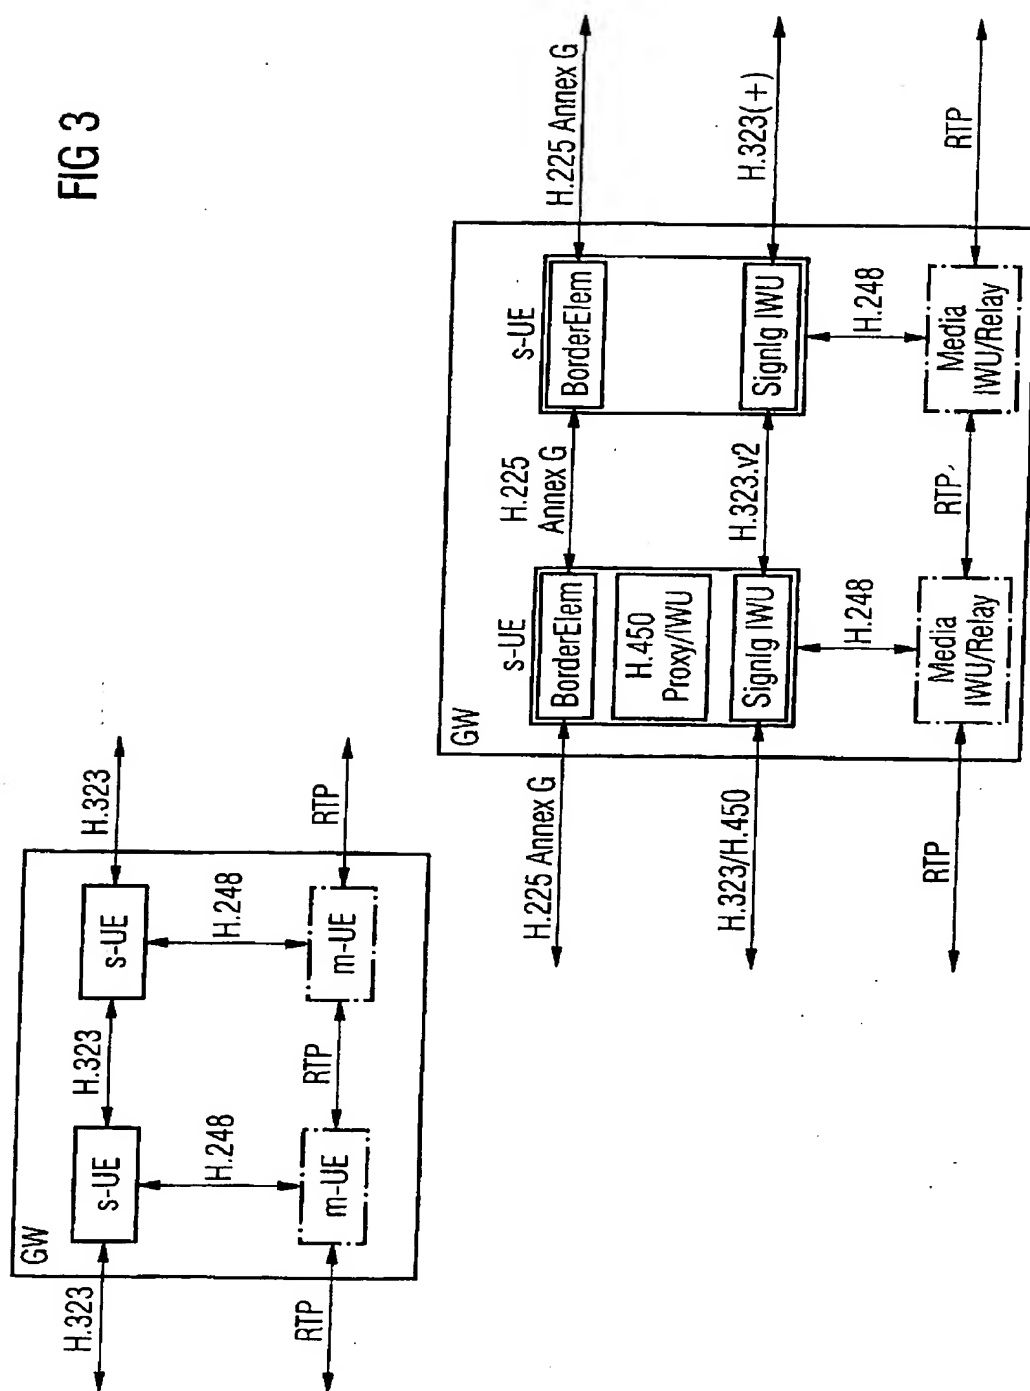 FIG 3
GW
H.323
s-UE
H.323
s-UE
H.323
H.248
H.248
RTP
m-UE
RTP
m-UE
RTP
GW
s-UE
s-UE
H.225 Annex G
BorderElem
H.225
Annex G
BorderElem
H.225 Annex G
H.450
Proxy/IWU
H.323/H.450
Signlg IWU
H.323.v2
Signlg IWU
H.323(+)
H.248
H.248
RTP
Media
IWU/Relay
RTP
Media
IWU/Relay
RTP